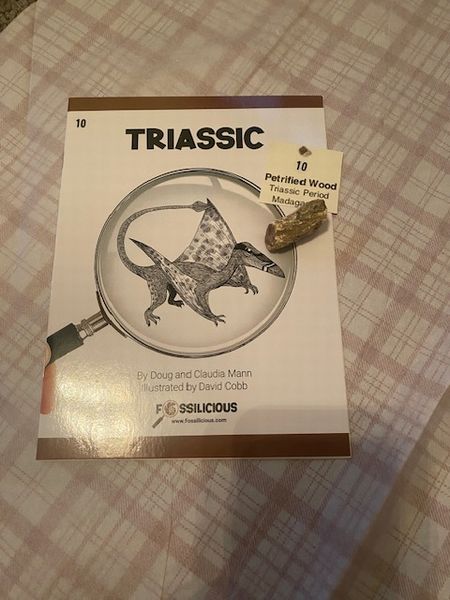 10
TRIASSIC
10
Petrified Wood
Triassic Period
By Doug and Claudia Mann
Illustrated by David Cobb
FOSSILICIOUS
www.fossilicious.com